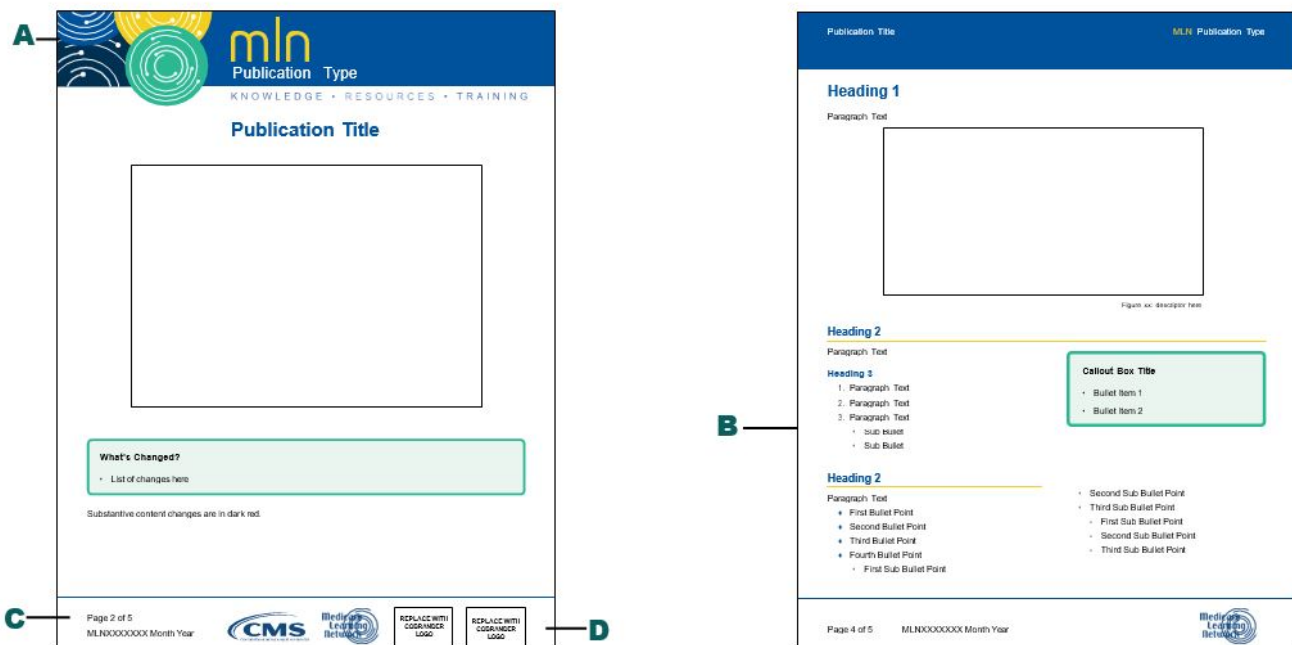 A
mln
Publication Type
KNOWLEDGE • RESOURCES • TRAINING
Publication Title
What's Changed?
• List of changes here
Substantive content changes are in dark red.
C
Page 2 of 5
MLNXXXXXXX Month Year
CMS
Medicare
Learning
Network
REPLACE WITH
COBRANDER
LOGO
REPLACE WITH
COBRANDER
LOGO
D
Publication Title
MLN Publication Type
Heading 1
Paragraph Text
Figure xx: descriptor here
Heading 2
Paragraph Text
Heading 3
1. Paragraph Text
2. Paragraph Text
3. Paragraph Text
• Sub Bullet
• Sub Bullet
Callout Box Title
• Bullet Item 1
• Bullet Item 2
B
Heading 2
Paragraph Text
♦ First Bullet Point
♦ Second Bullet Point
♦ Third Bullet Point
♦ Fourth Bullet Point
• First Sub Bullet Point
• Second Sub Bullet Point
• Third Sub Bullet Point
• First Sub Bullet Point
• Second Sub Bullet Point
• Third Sub Bullet Point
Page 4 of 5 MLNXXXXXXX Month Year
Medicare
Learning
Network